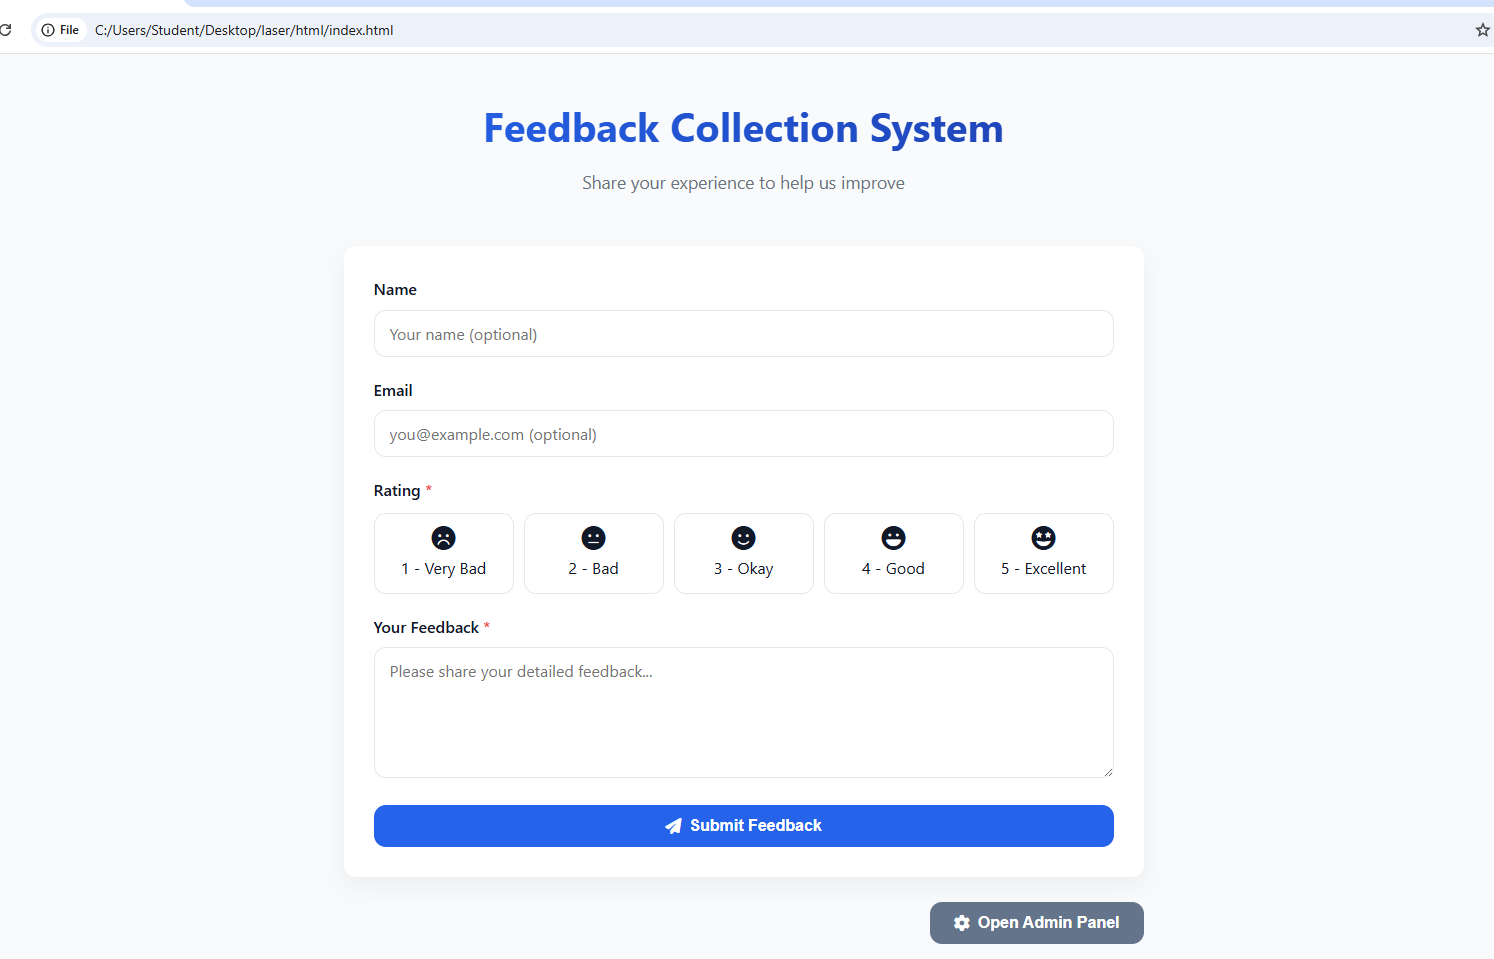 File C:/Users/Student/Desktop/laser/html/index.html
Feedback Collection System
Share your experience to help us improve
Name
Your name (optional)
Email
you@example.com (optional)
Rating *
1 - Very Bad 2 - Bad 3 - Okay 4 - Good 5 - Excellent
Your Feedback *
Please share your detailed feedback...
Submit Feedback
Open Admin Panel